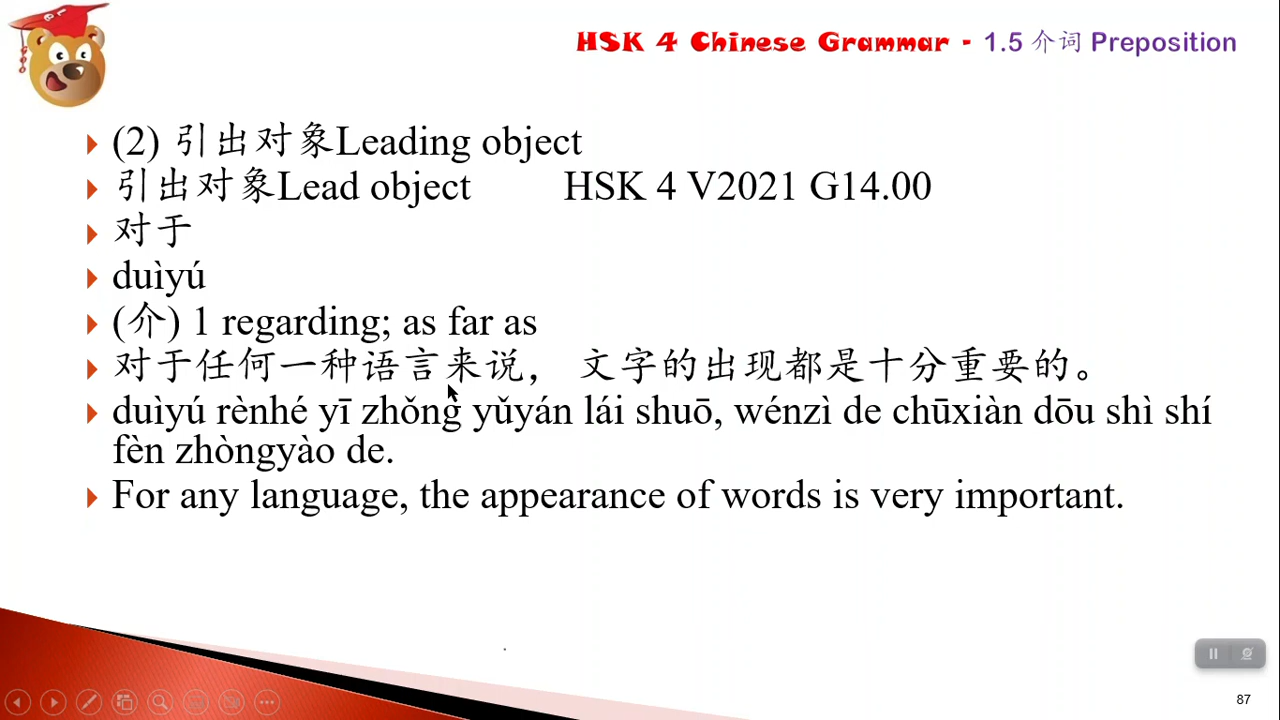 HSK 4 Chinese Grammar - 1.5 介词 Preposition
(2) 引出对象Leading object
引出对象Lead object HSK 4 V2021 G14.00
对于
duìyú
(介) 1 regarding; as far as
对于任何一种语言来说， 文字的出现都是十分重要的。
duìyú rènhé yī zhǒng yǔyán lái shuō, wénzì de chūxiàn dōu shì shí
fèn zhòngyào de.
For any language, the appearance of words is very important.
87